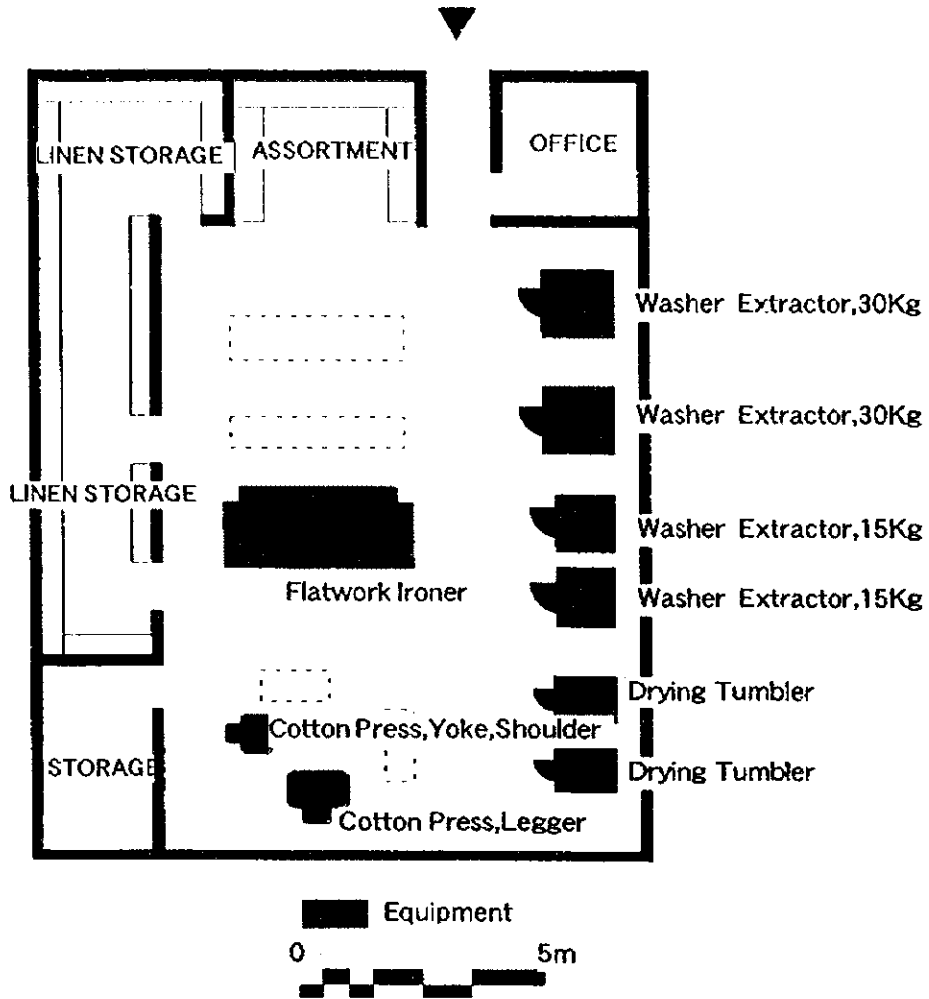 LINEN STORAGE
ASSORTMENT
OFFICE
Washer Extractor,30Kg
Washer Extractor,30Kg
LINEN STORAGE
Washer Extractor,15Kg
Flatwork Ironer
Washer Extractor,15Kg
Drying Tumbler
Cotton Press,Yoke,Shoulder
STORAGE
Drying Tumbler
Cotton Press,Legger
Equipment
0 5m